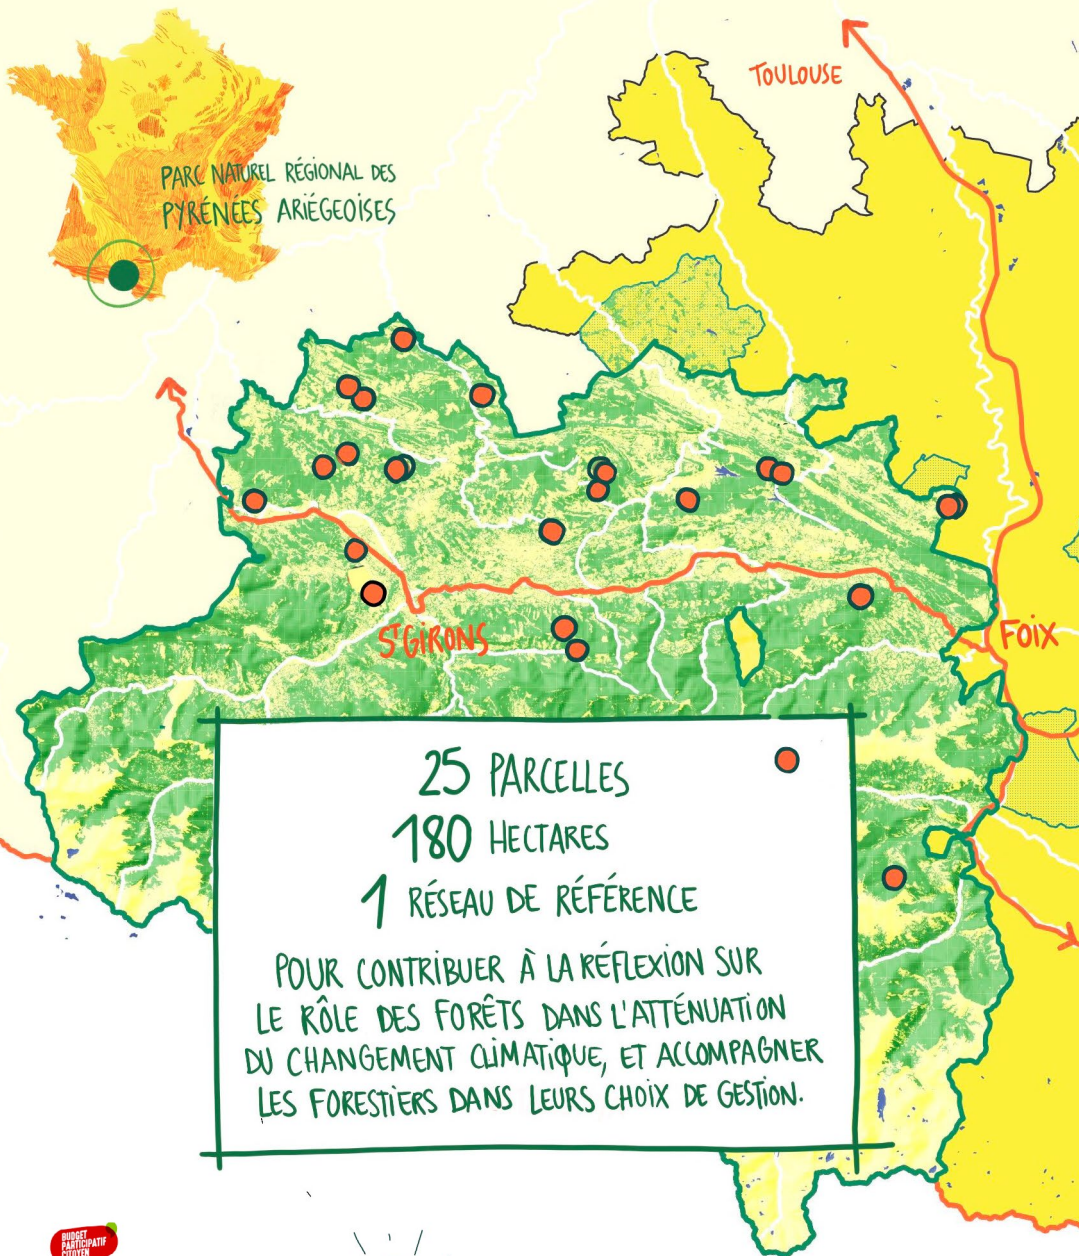 TOULOUSE
PARC NATUREL RÉGIONAL DES
PYRÉNÉES ARIÉGEOISES
ST GIRONS
FOIX
25 PARCELLES
180 HECTARES
1 RÉSEAU DE RÉFÉRENCE
POUR CONTRIBUER À LA RÉFLEXION SUR
LE RÔLE DES FORÊTS DANS L'ATTÉNUATION
DU CHANGEMENT CLIMATIQUE, ET ACCOMPAGNER
LES FORESTIERS DANS LEURS CHOIX DE GESTION.
BUDGET
PARTICIPATIF
CITOYEN